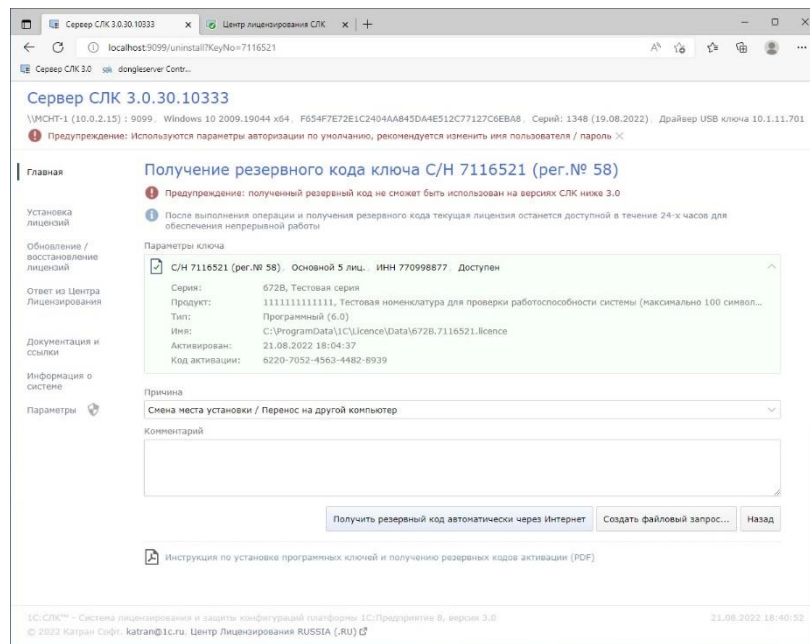 Сервер СЛК 3.0.30.10333
Центр лицензирования СЛК
localhost:9099/uninstall?KeyNo=7116521
Сервер СЛК 3.0
dongleserver Contr...
Сервер СЛК 3.0.30.10333
\\МСНТ-1 (10.0.2.15) : 9099, Windows 10 2009.19044 x64, F654F7E72E1C2404AA845DA4E512C77127C6EBA8, Серий: 1348 (19.08.2022), Драйвер USB ключа 10.1.11.701
Предупреждение: Используются параметры авторизации по умолчанию, рекомендуется изменить имя пользователя / пароль
Главная
Установка
лицензий
Обновление /
восстановление
лицензий
Ответ из Центра
Лицензирования
Документация и
ссылки
Информация о
системе
Параметры
Получение резервного кода ключа С/Н 7116521 (рег.№ 58)
Предупреждение: полученный резервный код не сможет быть использован на версиях СЛК ниже 3.0
После выполнения операции и получения резервного кода текущая лицензия останется доступной в течение 24-х часов для
обеспечения непрерывной работы
Параметры ключа
С/Н 7116521 (рег.№ 58), Основной 5 лиц., ИНН 770998877, Доступен
Серия: 672B, Тестовая серия
Продукт: 1111111111111, Тестовая номенклатура для проверки работоспособности системы (максимально 100 символ...
Тип: Программный (6.0)
Имя: C:\ProgramData\1C\Licence\Data\672B.7116521.licence
Активирован: 21.08.2022 18:04:37
Код активации: 6220-7052-4563-4482-8939
Причина
Смена места установки / Перенос на другой компьютер
Комментарий
Получить резервный код автоматически через Интернет
Создать файловый запрос...
Назад
Инструкция по установке программных ключей и получению резервных кодов активации (PDF)
1С:СЛК™ - Система лицензирования и защиты конфигураций платформы 1С:Предприятие 8, версия 3.0
21.08.2022 18:40:52
© 2022 Катран Софт, katran@1c.ru, Центр Лицензирования RUSSIA (.RU)